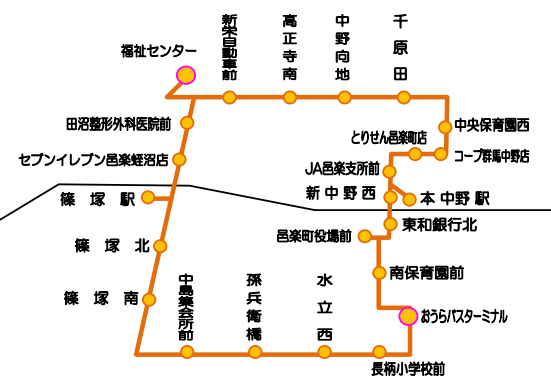 福祉センター
新栄自動車前
高正寺南
中野向地
千原田
田沼整形外科医院前
中央保育園西
とりせん邑楽町店
コープ群馬中野店
セブンイレブン邑楽蛭沼店
JA邑楽支所前
篠塚駅
新中野西
本中野駅
東和銀行北
邑楽町役場前
篠塚北
南保育園前
篠塚南
中島集会所前
孫兵衛橋
水立西
おうらバスターミナル
長柄小学校前